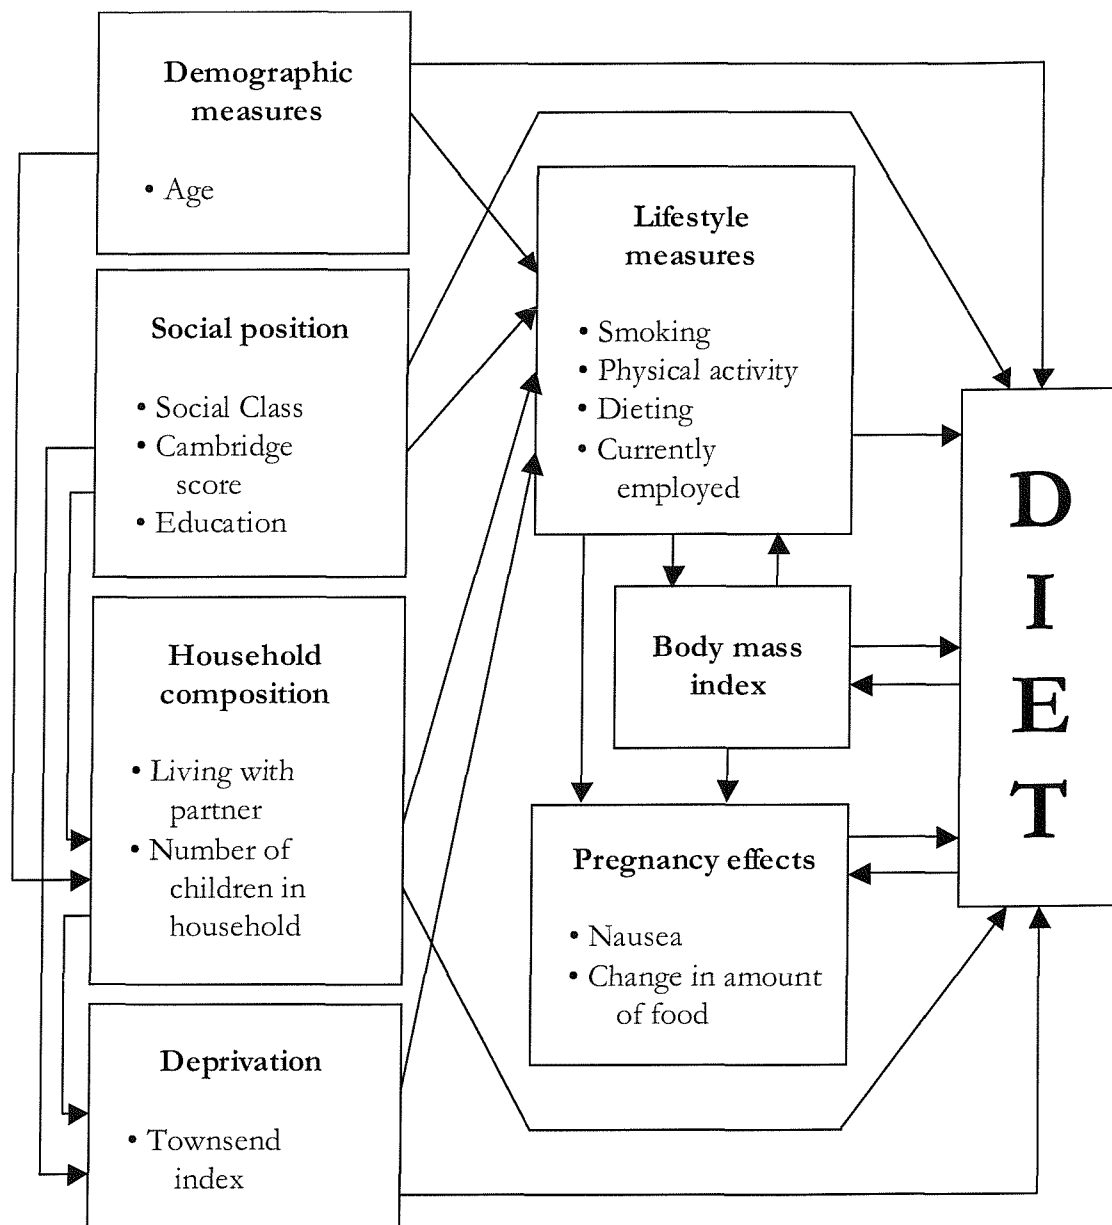 Demographic
measures
• Age
Social position
• Social Class
• Cambridge
score
• Education
Household
composition
• Living with
partner
• Number of
children in
household
Deprivation
• Townsend
index
Lifestyle
measures
• Smoking
• Physical activity
• Dieting
• Currently
employed
Body mass
index
Pregnancy effects
• Nausea
• Change in amount
of food
D
I
E
T